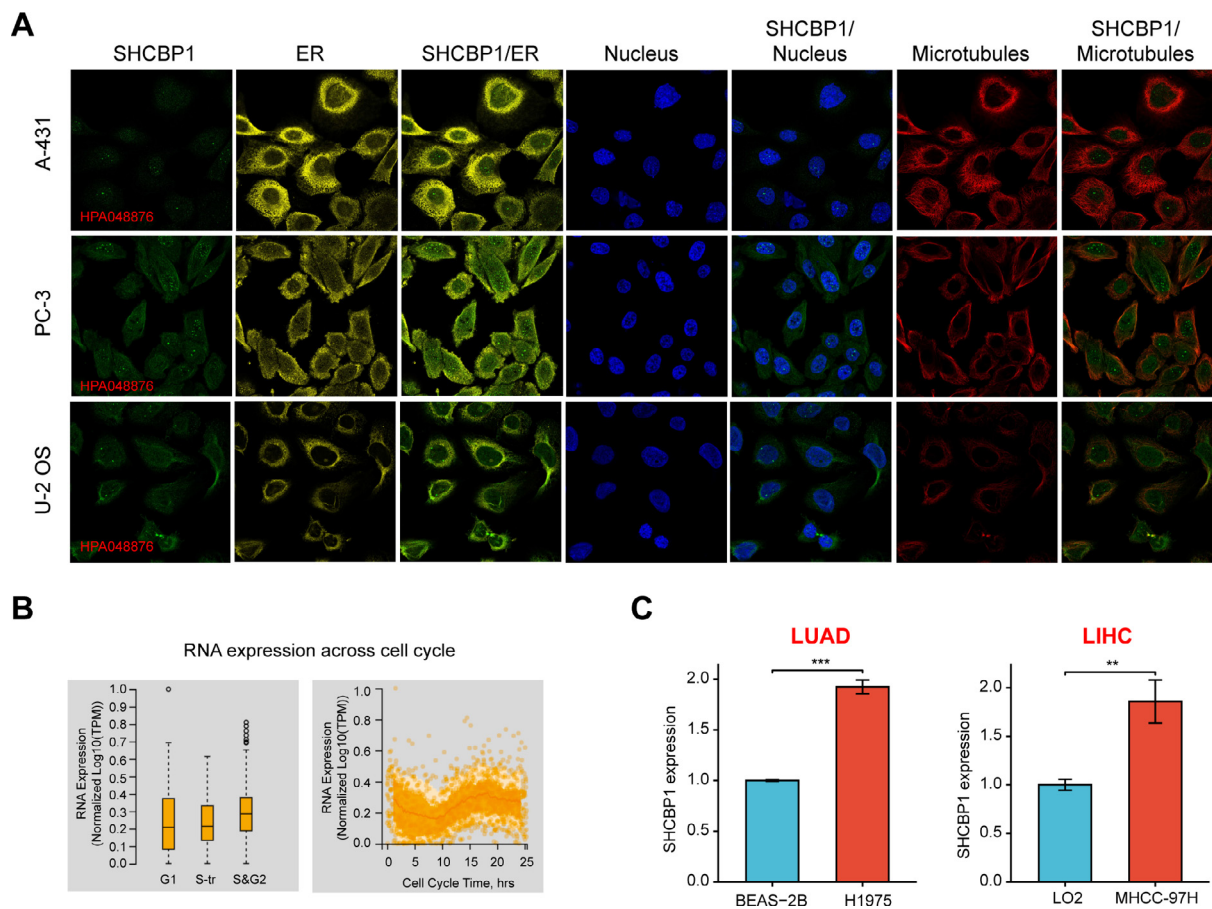 A
SHCBP1 ER SHCBP1/ER Nucleus SHCBP1/ Nucleus Microtubules SHCBP1/ Microtubules
A-431
HPA048876
PC-3
HPA048876
U-2 OS
HPA048876
B
RNA expression across cell cycle
RNA Expression
(Normalized Log10(TPM))
1.0
0.9
0.8
0.7
0.6
0.5
0.4
0.3
0.2
0.1
0.0
G1 S-tr S&G2
RNA Expression
(Normalized Log10(TPM))
1.0
0.8
0.6
0.4
0.2
0.0
0 1 5 10 15 20 25
Cell Cycle Time, hrs
C
LUAD
***
SHCBP1 expression
2.0
1.5
1.0
0.5
0.0
BEAS−2B H1975
LIHC
**
SHCBP1 expression
2.0
1.5
1.0
0.5
0.0
LO2 MHCC-97H